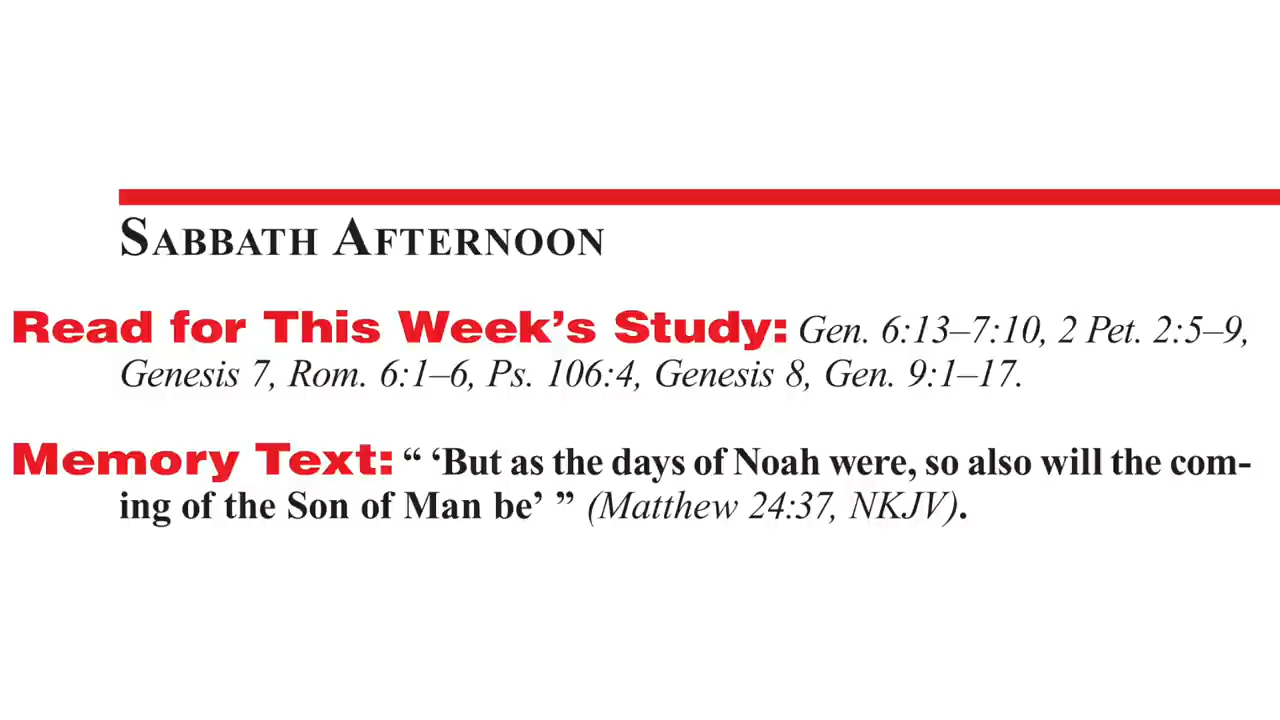 SABBATH AFTERNOON
Read for This Week’s Study: Gen. 6:13–7:10, 2 Pet. 2:5–9,
Genesis 7, Rom. 6:1–6, Ps. 106:4, Genesis 8, Gen. 9:1–17.
Memory Text: “ ‘But as the days of Noah were, so also will the com-
ing of the Son of Man be’ ” (Matthew 24:37, NKJV).